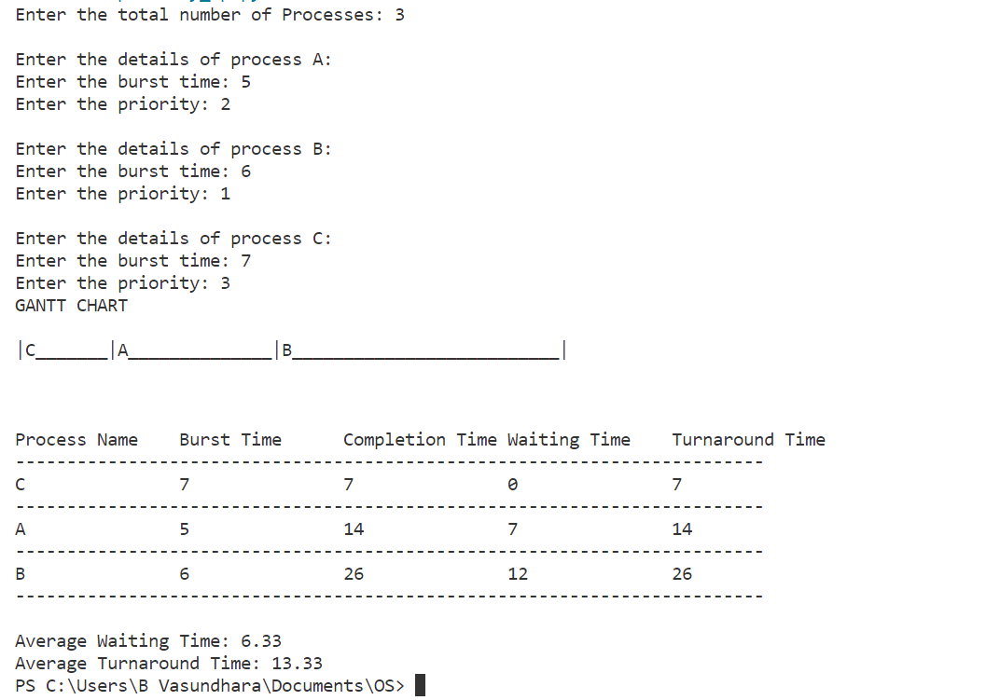 Enter the total number of Processes: 3
Enter the details of process A:
Enter the burst time: 5
Enter the priority: 2
Enter the details of process B:
Enter the burst time: 6
Enter the priority: 1
Enter the details of process C:
Enter the burst time: 7
Enter the priority: 3
GANTT CHART
|C_______|A______________|B__________________________|
Process Name    Burst Time      Completion Time Waiting Time    Turnaround Time
-------------------------------------------------------------------------
C               7               7               0               7
-------------------------------------------------------------------------
A               5               14              7               14
-------------------------------------------------------------------------
B               6               26              12              26
-------------------------------------------------------------------------
Average Waiting Time: 6.33
Average Turnaround Time: 13.33
PS C:\Users\B Vasundhara\Documents\OS>